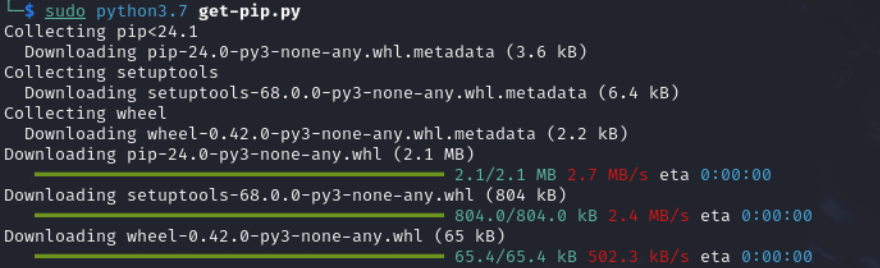 └─$ sudo python3.7 get-pip.py
Collecting pip<24.1
  Downloading pip-24.0-py3-none-any.whl.metadata (3.6 kB)
Collecting setuptools
  Downloading setuptools-68.0.0-py3-none-any.whl.metadata (6.4 kB)
Collecting wheel
  Downloading wheel-0.42.0-py3-none-any.whl.metadata (2.2 kB)
Downloading pip-24.0-py3-none-any.whl (2.1 MB)
2.1/2.1 MB 2.7 MB/s eta 0:00:00
Downloading setuptools-68.0.0-py3-none-any.whl (804 kB)
804.0/804.0 kB 2.4 MB/s eta 0:00:00
Downloading wheel-0.42.0-py3-none-any.whl (65 kB)
65.4/65.4 kB 502.3 kB/s eta 0:00:00